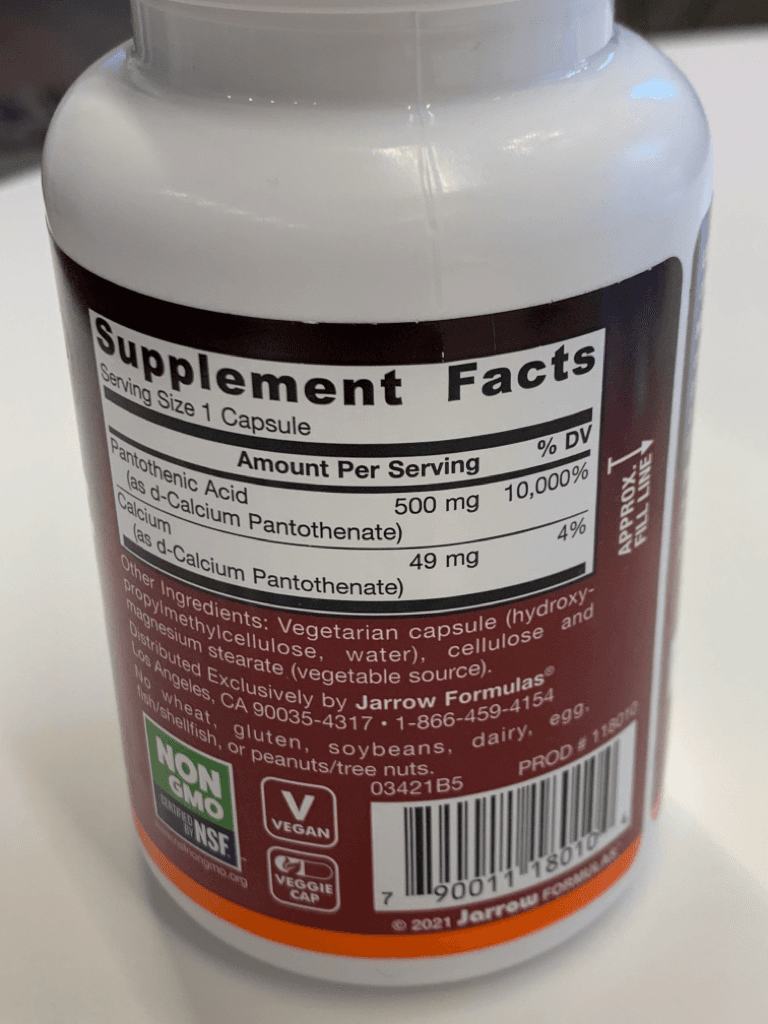 Supplement Facts
Serving Size 1 Capsule
Amount Per Serving % DV
Pantothenic Acid 500 mg 10,000%
(as d-Calcium Pantothenate)
Calcium 49 mg 4%
(as d-Calcium Pantothenate)
Other Ingredients: Vegetarian capsule (hydroxy-
propylmethylcellulose, water), cellulose and
magnesium stearate (vegetable source).
Distributed Exclusively by Jarrow Formulas®
Los Angeles, CA 90035-4317 • 1-866-459-4154
No wheat, gluten, soybeans, dairy, egg,
fish/shellfish, or peanuts/tree nuts.
03421B5 PROD # 118010
APPROX.
FILL LINE
NON
GMO
CERTIFIED
BY NSF
V
VEGAN
VEGGIE
CAP
7 90011 18010 4
© 2021 Jarrow FORMULAS